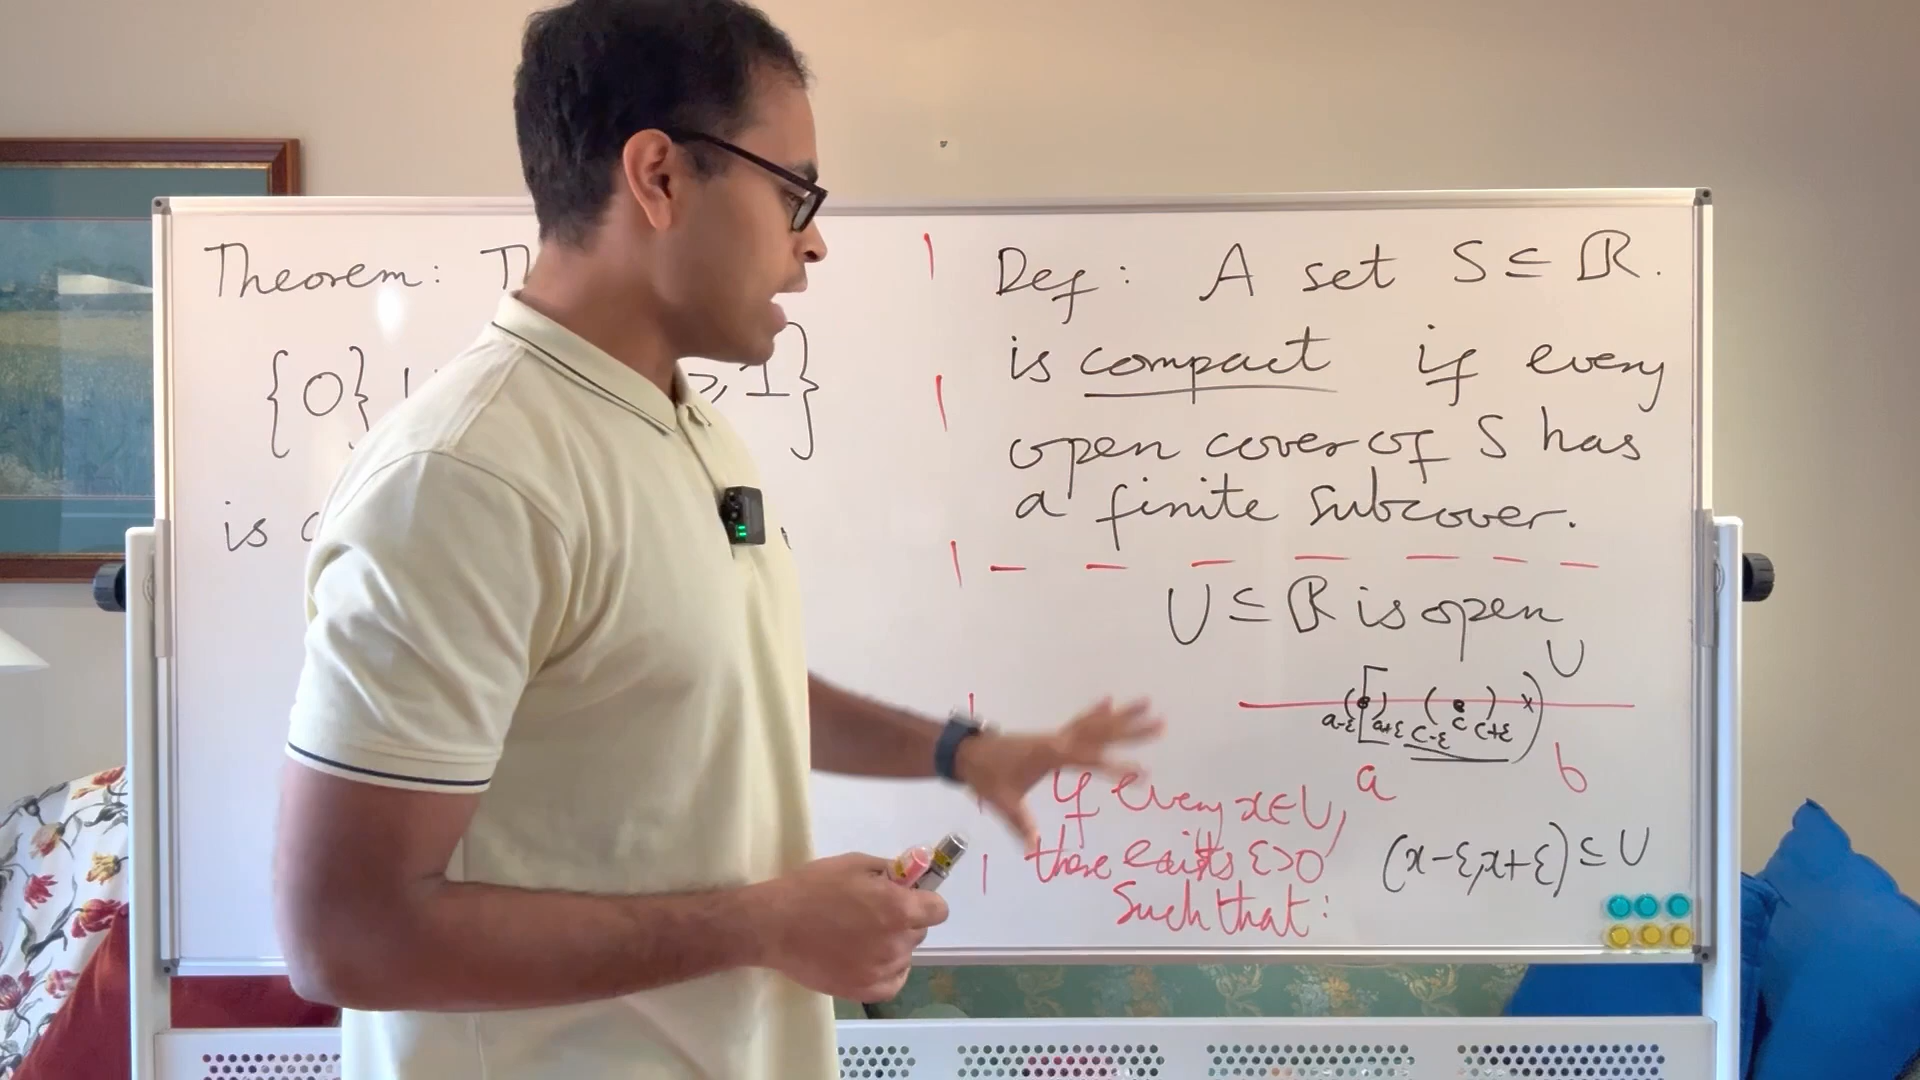 Theorem: Th
{0} ⩾ 1}
is c
Def: A set S ⊆ ℝ.
is compact if every
open cover of S has
a finite subcover.
U ⊆ ℝ is open
U
a-ε a+ε c-ε c c+ε
a b
if every x∈U,
there exists ε>0
such that:
(x-ε, x+ε) ⊆ U